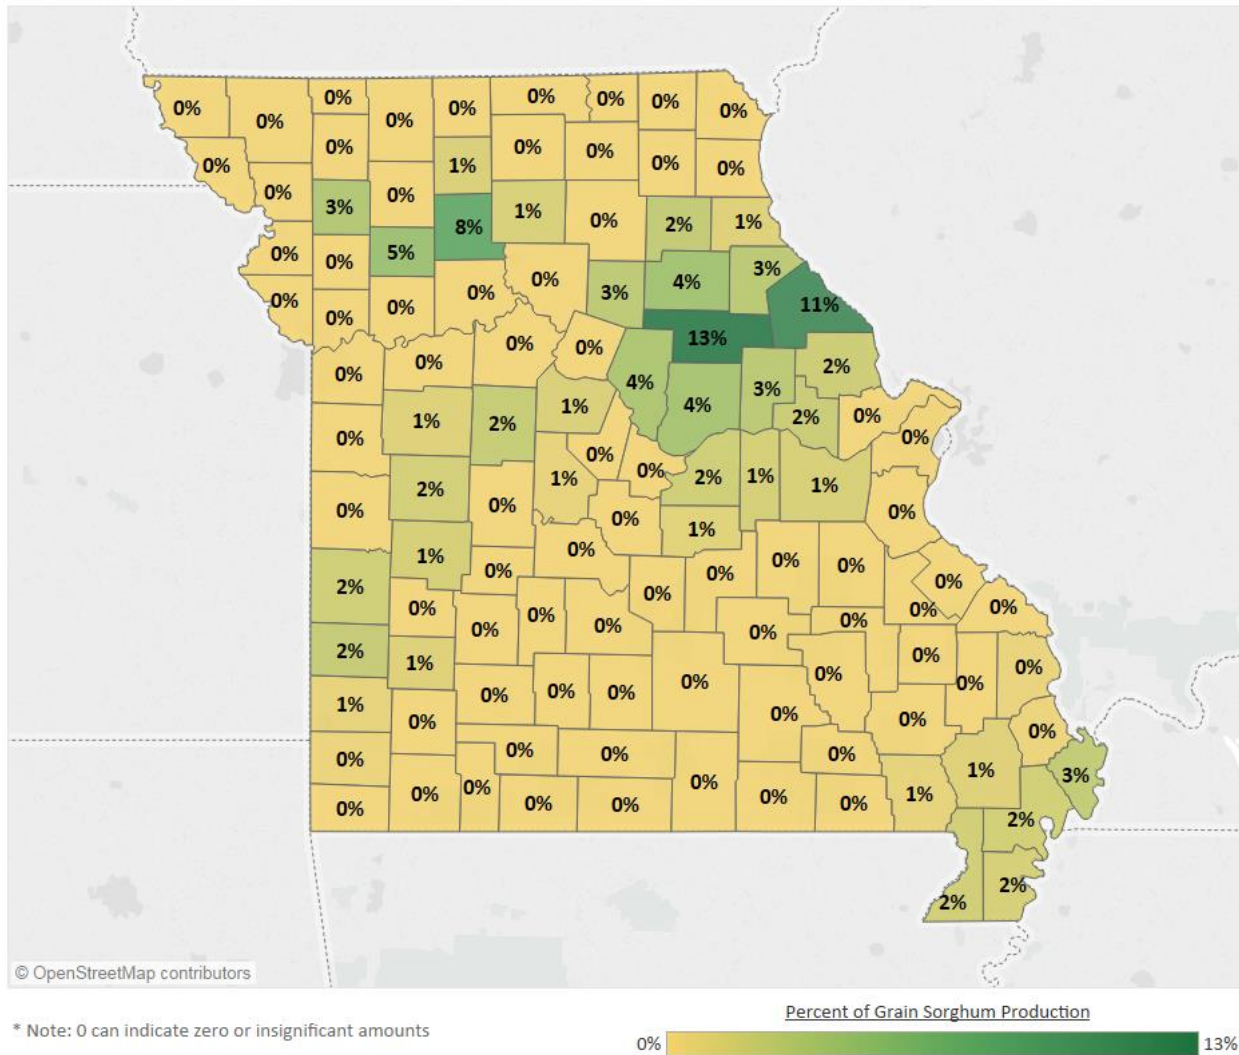 0% 0% 0% 0% 0% 0% 0% 0% 0%
0% 0% 1% 0% 0% 0% 0%
0% 0% 3% 0% 8% 1% 0% 2% 1%
0% 0% 5% 0% 3% 4% 3%
0% 0% 0% 0% 11%
0% 0% 0% 0% 4% 13% 2%
0% 1% 2% 1% 4% 3% 2% 0% 0%
0% 2% 0% 1% 0% 0% 2% 1% 1% 0%
0% 1%
2% 1% 0% 0% 0% 0% 0% 0% 0% 0% 0%
0% 0% 0% 0% 0% 0%
2% 1% 0% 0% 0% 0% 0% 0% 0% 0%
1% 0% 0% 0% 0%
0% 0% 0% 0% 1% 3%
0% 0% 0% 0% 0% 0% 0% 0% 1% 2%
2% 2%
© OpenStreetMap contributors
Percent of Grain Sorghum Production
* Note: 0 can indicate zero or insignificant amounts
0% 13%